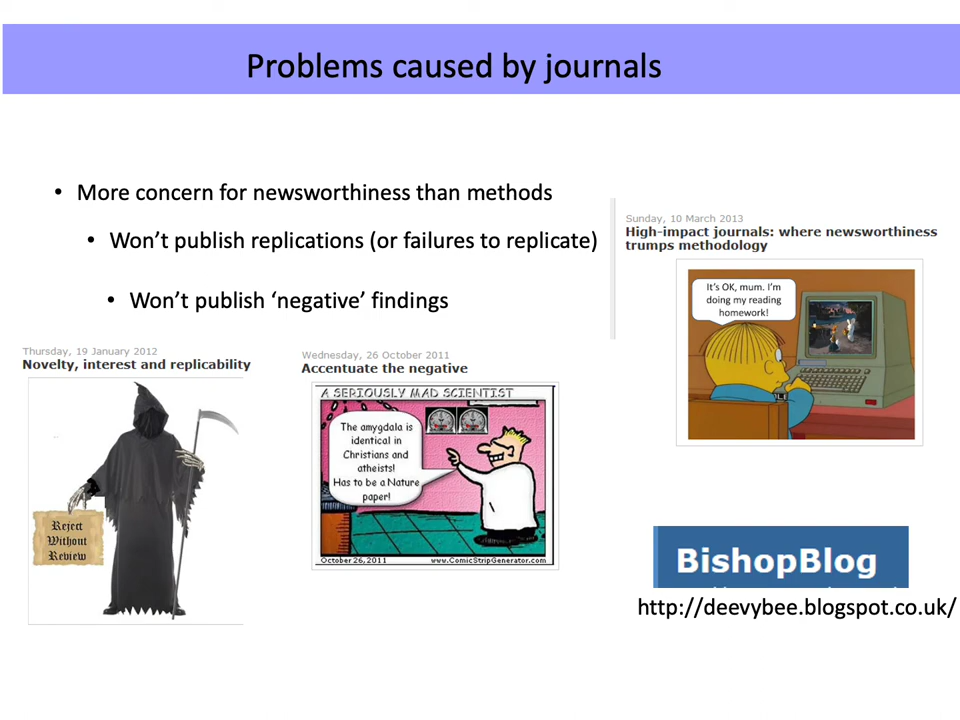 Problems caused by journals
• More concern for newsworthiness than methods
• Won’t publish replications (or failures to replicate)
• Won’t publish ‘negative’ findings
Sunday, 10 March 2013
High-impact journals: where newsworthiness
trumps methodology
It's OK, mum. I'm
doing my reading
homework!
Thursday, 19 January 2012
Novelty, interest and replicability
Reject
Without
Review
Wednesday, 26 October 2011
Accentuate the negative
A SERIOUSLY MAD SCIENTIST
The amygdala is
identical in
Christians and
atheists!
Has to be a Nature
paper!
October 26, 2011
www.ComicStripGenerator.com
BishopBlog
http://deevybee.blogspot.co.uk/